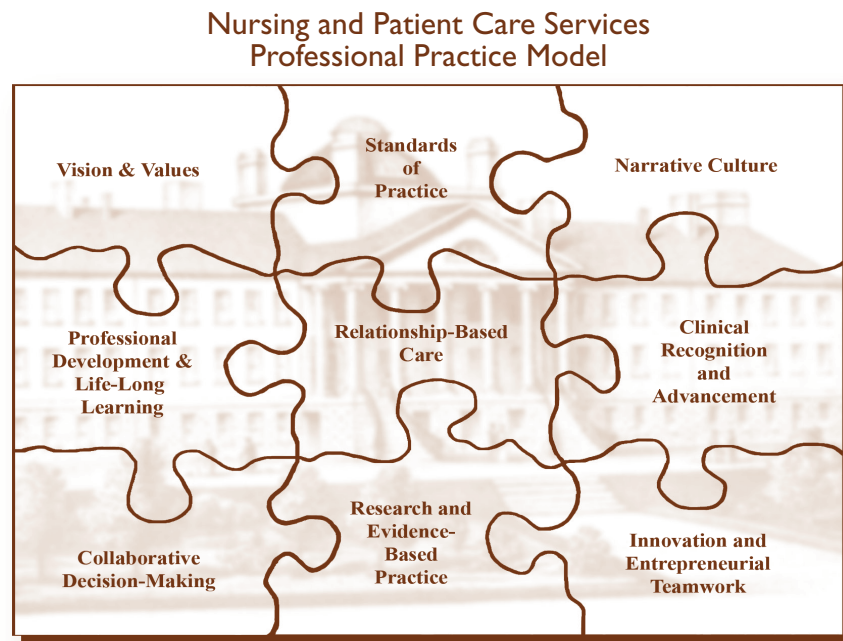 Nursing and Patient Care Services
Professional Practice Model
Vision & Values
Standards
of
Practice
Narrative Culture
Professional
Development &
Life-Long
Learning
Relationship-Based
Care
Clinical
Recognition
and
Advancement
Collaborative
Decision-Making
Research and
Evidence-
Based
Practice
Innovation and
Entrepreneurial
Teamwork